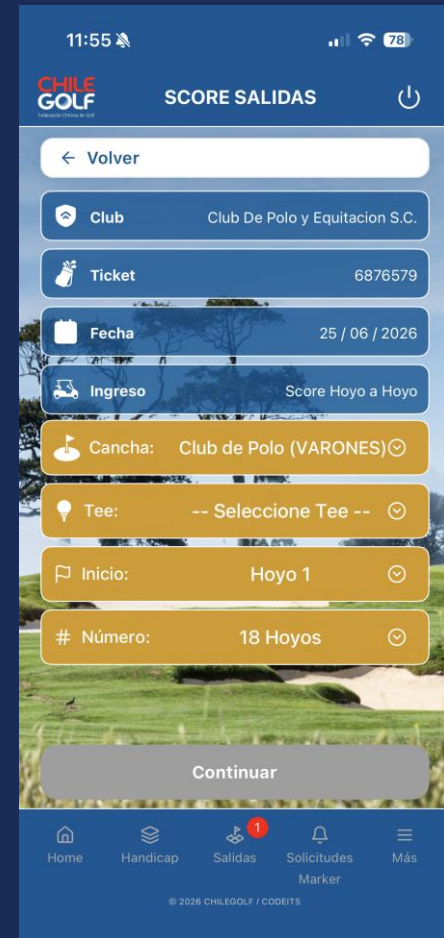 11:55
78
CHILE
GOLF
Federación Chilena de Golf
SCORE SALIDAS
← Volver
Club Club De Polo y Equitacion S.C.
Ticket 6876579
Fecha 25 / 06 / 2026
Ingreso Score Hoyo a Hoyo
Cancha: Club de Polo (VARONES)
Tee: -- Seleccione Tee --
Inicio: Hoyo 1
# Número: 18 Hoyos
Continuar
1
Home Handicap Salidas Solicitudes Marker Más
© 2026 CHILEGOLF / CODEITS